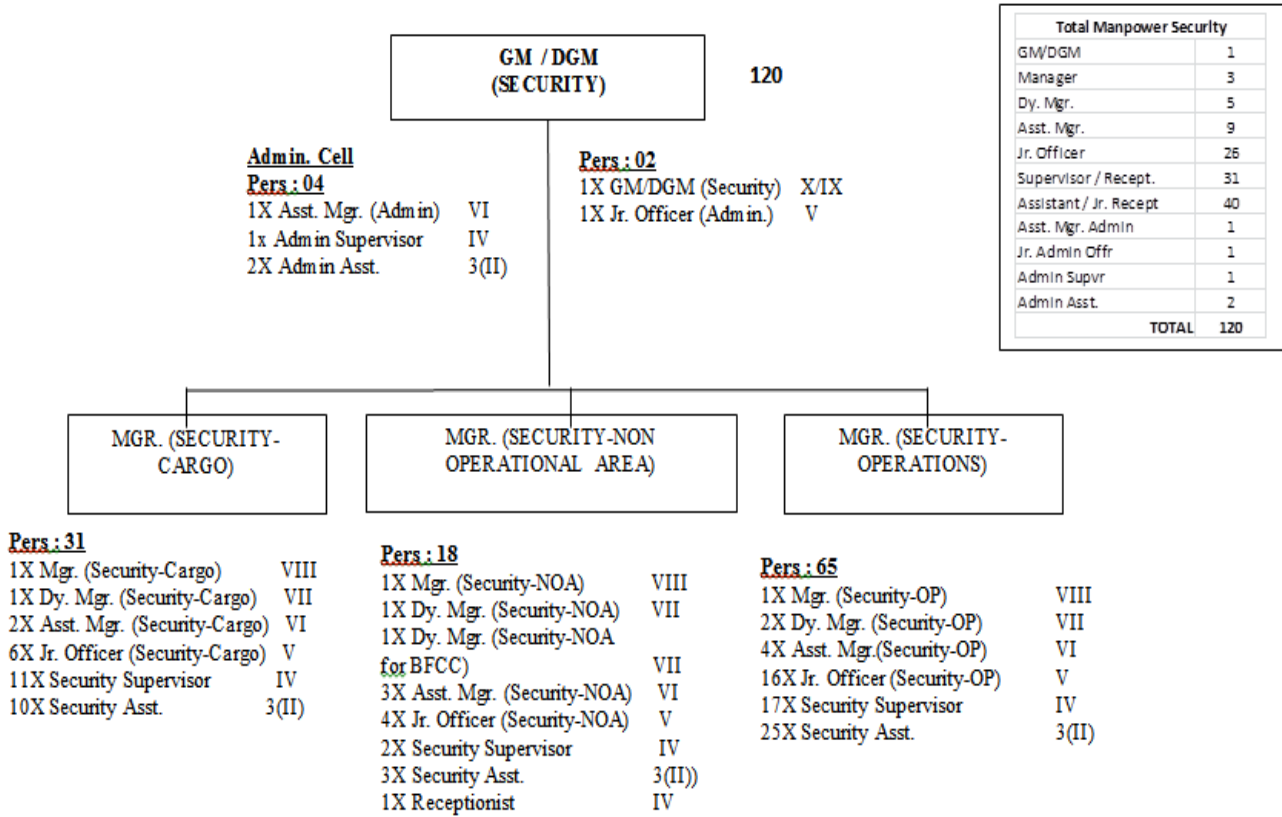 GM / DGM
(SECURITY)
120
Total Manpower Security
GM/DGM 1
Manager 3
Dy. Mgr. 5
Asst. Mgr. 9
Jr. Officer 26
Supervisor / Recept. 31
Assistant / Jr. Recept 40
Asst. Mgr. Admin 1
Jr. Admin Offr 1
Admin Supvr 1
Admin Asst. 2
TOTAL 120
Admin. Cell
Pers : 04
1X Asst. Mgr. (Admin) VI
1x Admin Supervisor IV
2X Admin Asst. 3(II)
Pers : 02
1X GM/DGM (Security) X/IX
1X Jr. Officer (Admin.) V
MGR. (SECURITY-
CARGO)
MGR. (SECURITY-NON
OPERATIONAL AREA)
MGR. (SECURITY-
OPERATIONS)
Pers : 31
1X Mgr. (Security-Cargo) VIII
1X Dy. Mgr. (Security-Cargo) VII
2X Asst. Mgr. (Security-Cargo) VI
6X Jr. Officer (Security-Cargo) V
11X Security Supervisor IV
10X Security Asst. 3(II)
Pers : 18
1X Mgr. (Security-NOA) VIII
1X Dy. Mgr. (Security-NOA) VII
1X Dy. Mgr. (Security-NOA
for BFCC) VII
3X Asst. Mgr. (Security-NOA) VI
4X Jr. Officer (Security-NOA) V
2X Security Supervisor IV
3X Security Asst. 3(II))
1X Receptionist IV
Pers : 65
1X Mgr. (Security-OP) VIII
2X Dy. Mgr. (Security-OP) VII
4X Asst. Mgr.(Security-OP) VI
16X Jr. Officer (Security-OP) V
17X Security Supervisor IV
25X Security Asst. 3(II)